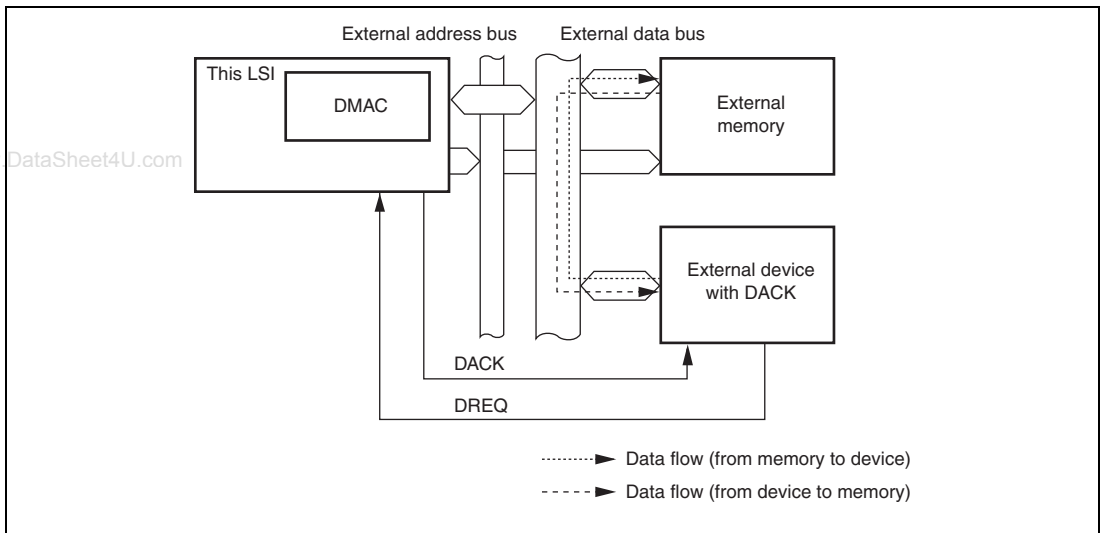 External address bus
External data bus
This LSI
DMAC
External
memory
.DataSheet4U.com
External device
with DACK
DACK
DREQ
Data flow (from memory to device)
Data flow (from device to memory)